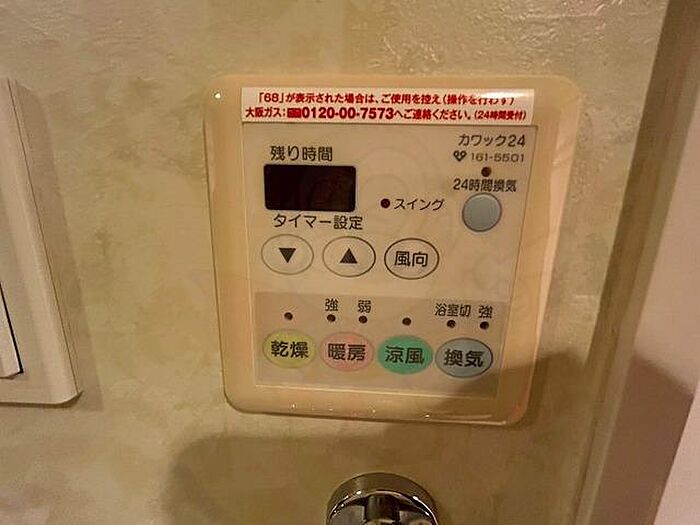 「68」が表示された場合は、ご使用を控え(操作を行わず)
大阪ガス：0120-00-7573へご連絡ください。(24時間受付)
カワック24
161-5501
残り時間
24時間換気
スイング
タイマー設定
▼ ▲ 風向
強 弱 浴室切 強
乾燥 暖房 涼風 換気